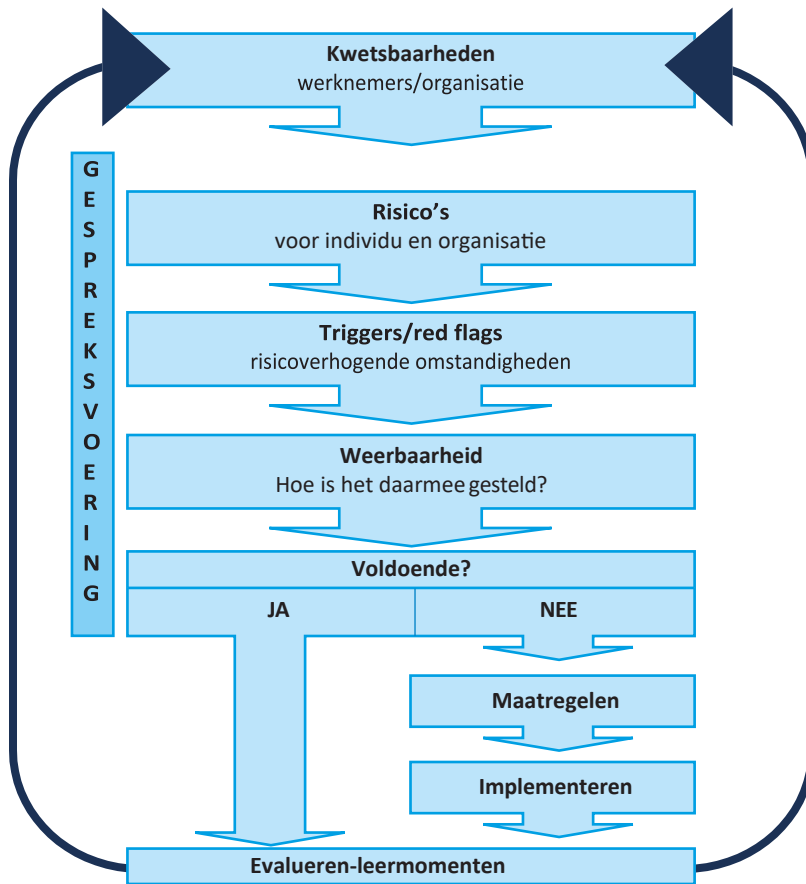 Kwetsbaarheden
werknemers/organisatie
GESPREKSVOERING
Risico's
voor individu en organisatie
Triggers/red flags
risicoverhogende omstandigheden
Weerbaarheid
Hoe is het daarmee gesteld?
Voldoende?
JA
NEE
Maatregelen
Implementeren
Evalueren-leermomenten